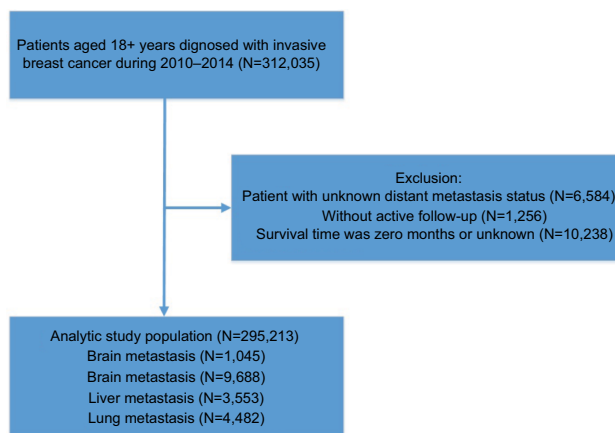 Patients aged 18+ years dignosed with invasive
breast cancer during 2010–2014 (N=312,035)
Exclusion:
Patient with unknown distant metastasis status (N=6,584)
Without active follow-up (N=1,256)
Survival time was zero months or unknown (N=10,238)
Analytic study population (N=295,213)
Brain metastasis (N=1,045)
Brain metastasis (N=9,688)
Liver metastasis (N=3,553)
Lung metastasis (N=4,482)